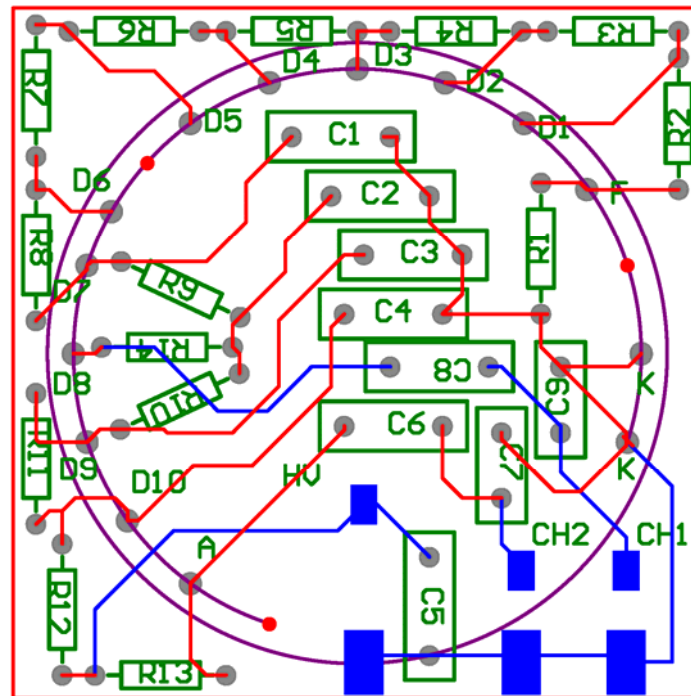 R6 R5 R4 R3
D4 D3 D2
R7 D5 C1 D1 R2
D6 C2 F
R8 C3 R1
D7 R9
C4
R14
D8 C8 C9 K
R10
R11 C6
D9 D10 HV C7 K
A CH2 CH1
R12 C5
R13